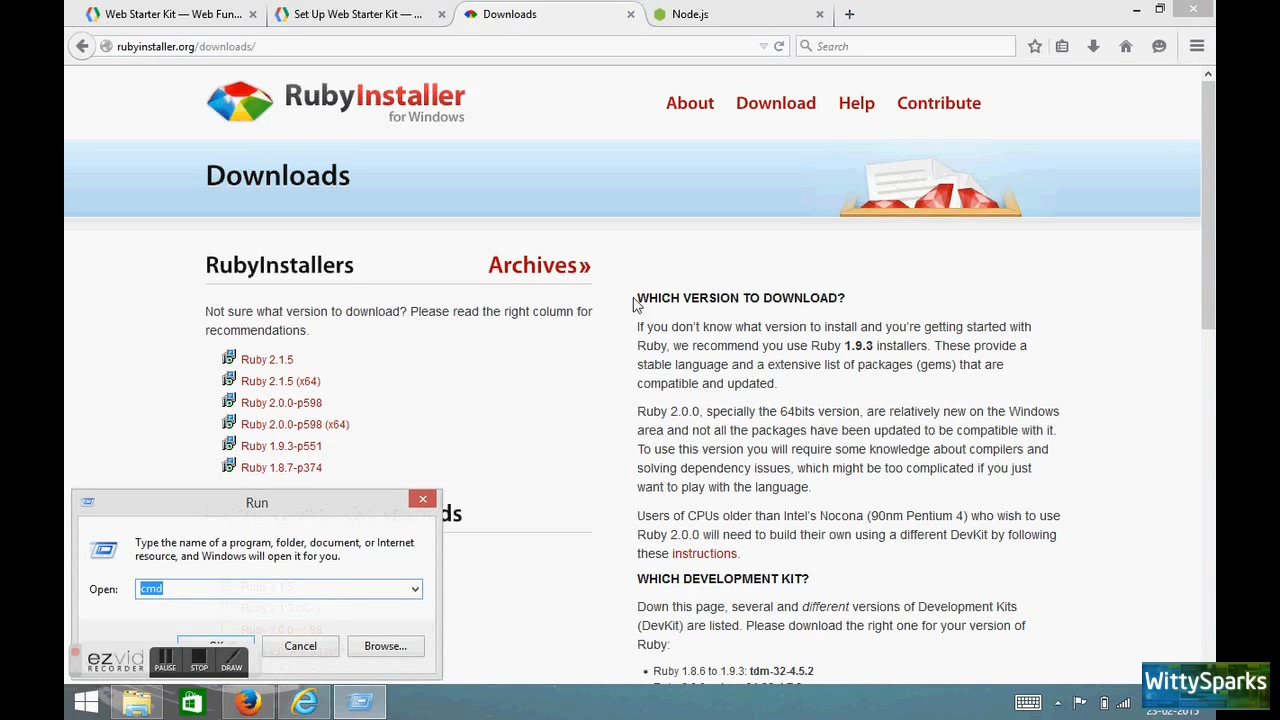 Web Starter Kit — Web Fun...
Set Up Web Starter Kit — ...
Downloads
Node.js
rubyinstaller.org/downloads/
Search
RubyInstaller
for Windows
About
Download
Help
Contribute
Downloads
RubyInstallers
Archives»
Not sure what version to download? Please read the right column for
recommendations.
Ruby 2.1.5
Ruby 2.1.5 (x64)
Ruby 2.0.0-p598
Ruby 2.0.0-p598 (x64)
Ruby 1.9.3-p551
Ruby 1.8.7-p374
WHICH VERSION TO DOWNLOAD?
If you don't know what version to install and you're getting started with
Ruby, we recommend you use Ruby 1.9.3 installers. These provide a
stable language and a extensive list of packages (gems) that are
compatible and updated.
Ruby 2.0.0, specially the 64bits version, are relatively new on the Windows
area and not all the packages have been updated to be compatible with it.
To use this version you will require some knowledge about compilers and
solving dependency issues, which might be too complicated if you just
want to play with the language.
Users of CPUs older than Intel's Nocona (90nm Pentium 4) who wish to use
Ruby 2.0.0 will need to build their own using a different DevKit by following
these instructions.
WHICH DEVELOPMENT KIT?
Down this page, several and different versions of Development Kits
(DevKit) are listed. Please download the right one for your version of
Ruby:
• Ruby 1.8.6 to 1.9.3: tdm-32-4.5.2
Run
Type the name of a program, folder, document, or Internet
resource, and Windows will open it for you.
Open:
cmd
Cancel
Browse...
ezvid
RECORDER
PAUSE
STOP
DRAW
WittySparks
23-02-2015